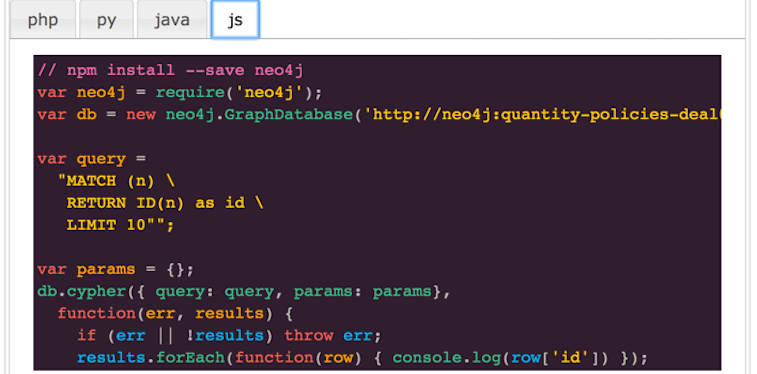 php py java js
// npm install --save neo4j
var neo4j = require('neo4j');
var db = new neo4j.GraphDatabase('http://neo4j:quantity-policies-deal
var query =
"MATCH (n) \
RETURN ID(n) as id \
LIMIT 10"";
var params = {};
db.cypher({ query: query, params: params},
function(err, results) {
if (err || !results) throw err;
results.forEach(function(row) { console.log(row['id']) });